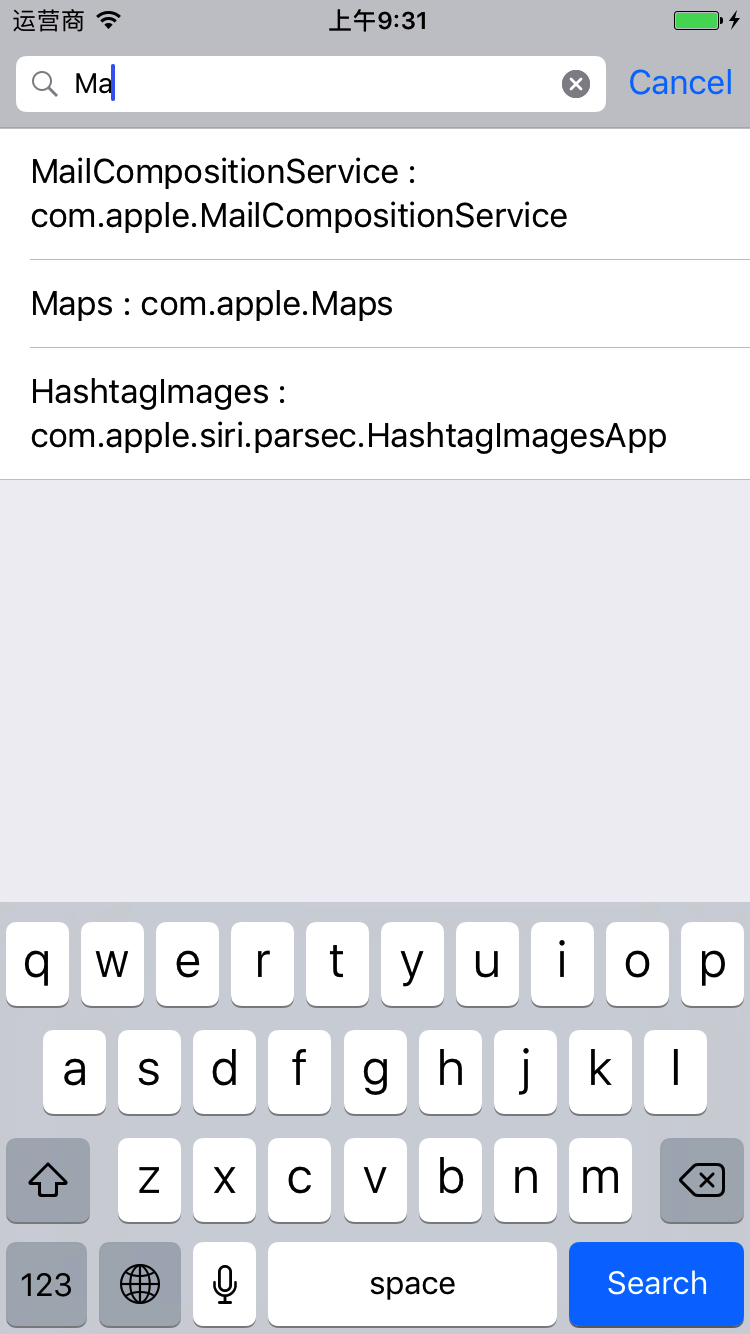 运营商 上午9:31
Ma Cancel
MailCompositionService :
com.apple.MailCompositionService
Maps : com.apple.Maps
HashtagImages :
com.apple.siri.parsec.HashtagImagesApp
q w e r t y u i o p
a s d f g h j k l
z x c v b n m
123 space Search